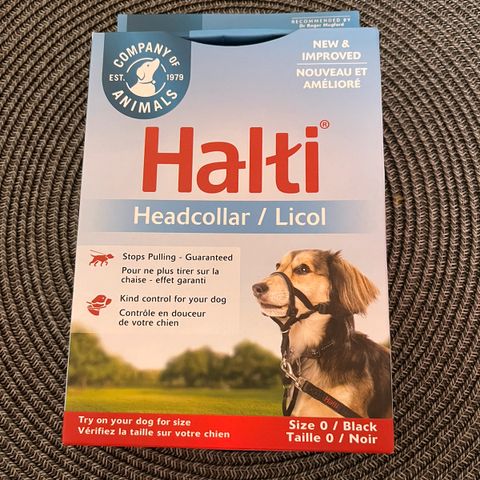 RECOMMENDED BY
Dr Roger Mugford
COMPANY OF
EST. 1979
ANIMALS
NEW &
IMPROVED
NOUVEAU ET
AMÉLIORÉ
Halti®
Headcollar / Licol
Stops Pulling - Guaranteed
Pour ne plus tirer sur la
chaise - effet garanti
Kind control for your dog
Contrôle en douceur
de votre chien
Halti
Try on your dog for size
Vérifiez la taille sur votre chien
Size 0 / Black
Taille 0 / Noir